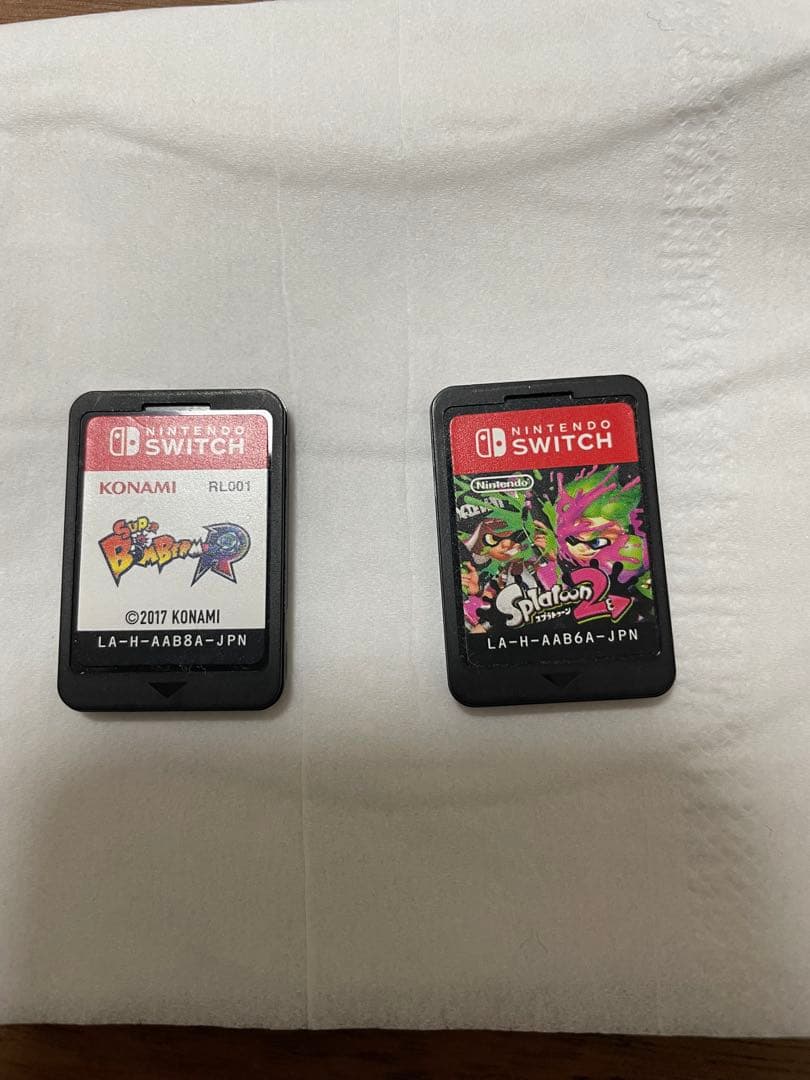 NINTENDO
SWITCH
KONAMI RL001
SUPER
BOMBERMAN R
©2017 KONAMI
LA-H-AAB8A-JPN
NINTENDO
SWITCH
Nintendo
Splatoon 2
スプラトゥーン
LA-H-AAB6A-JPN